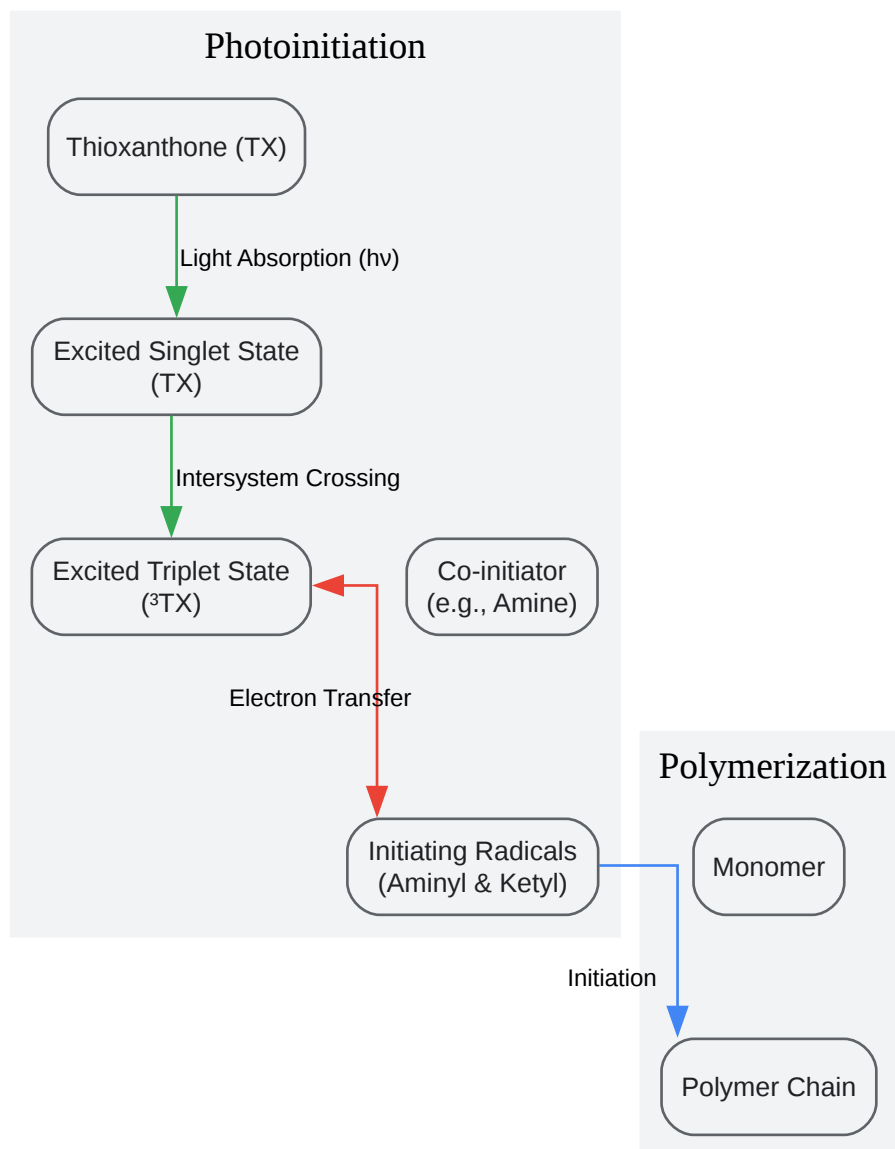 Photoinitiation
Thioxanthone (TX)
Light Absorption (hν)
Excited Singlet State
(TX)
Intersystem Crossing
Excited Triplet State
(³TX)
Co-initiator
(e.g., Amine)
Electron Transfer
Initiating Radicals
(Aminyl & Ketyl)
Polymerization
Monomer
Initiation
Polymer Chain